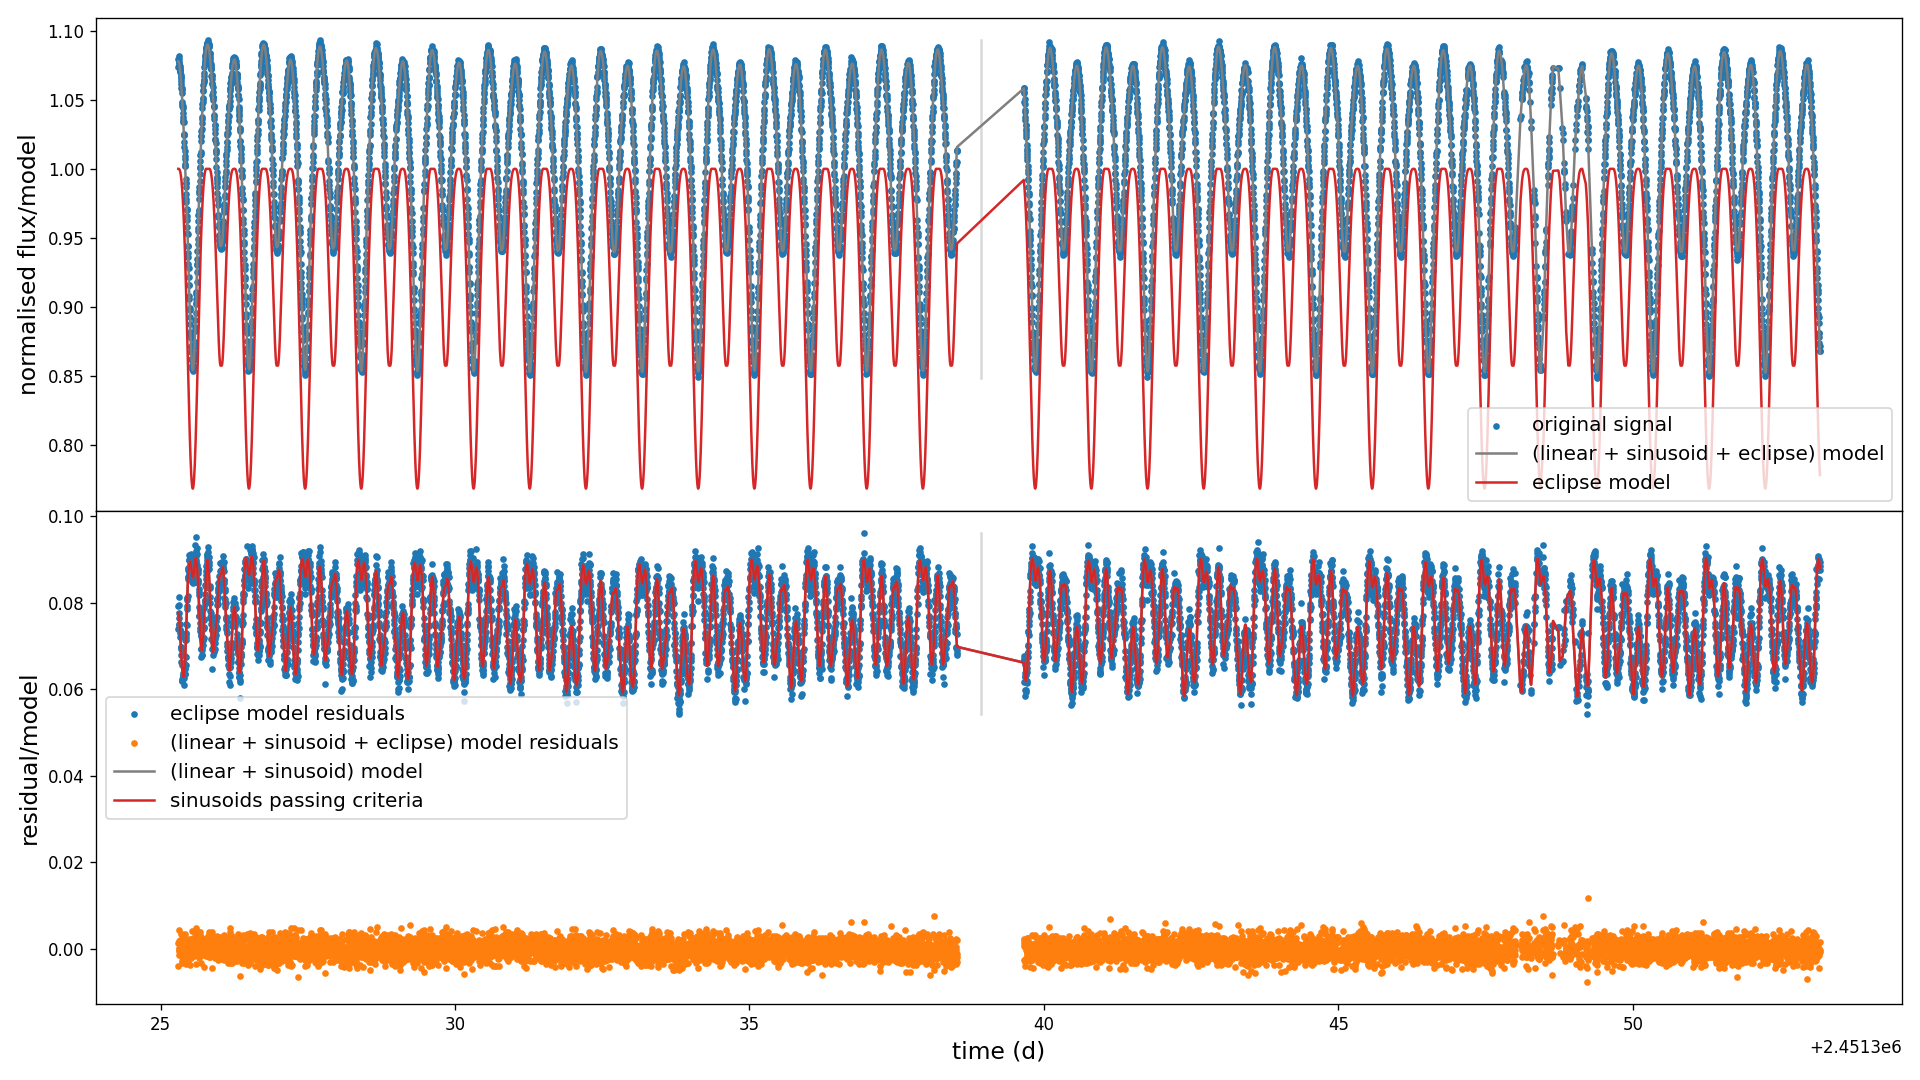 1.10
1.05
1.00
0.95
0.90
0.85
0.80
normalised flux/model
original signal
(linear + sinusoid + eclipse) model
eclipse model
0.10
0.08
0.06
0.04
0.02
0.00
residual/model
eclipse model residuals
(linear + sinusoid + eclipse) model residuals
(linear + sinusoid) model
sinusoids passing criteria
25 30 35 40 45 50
time (d)
+2.4513e6